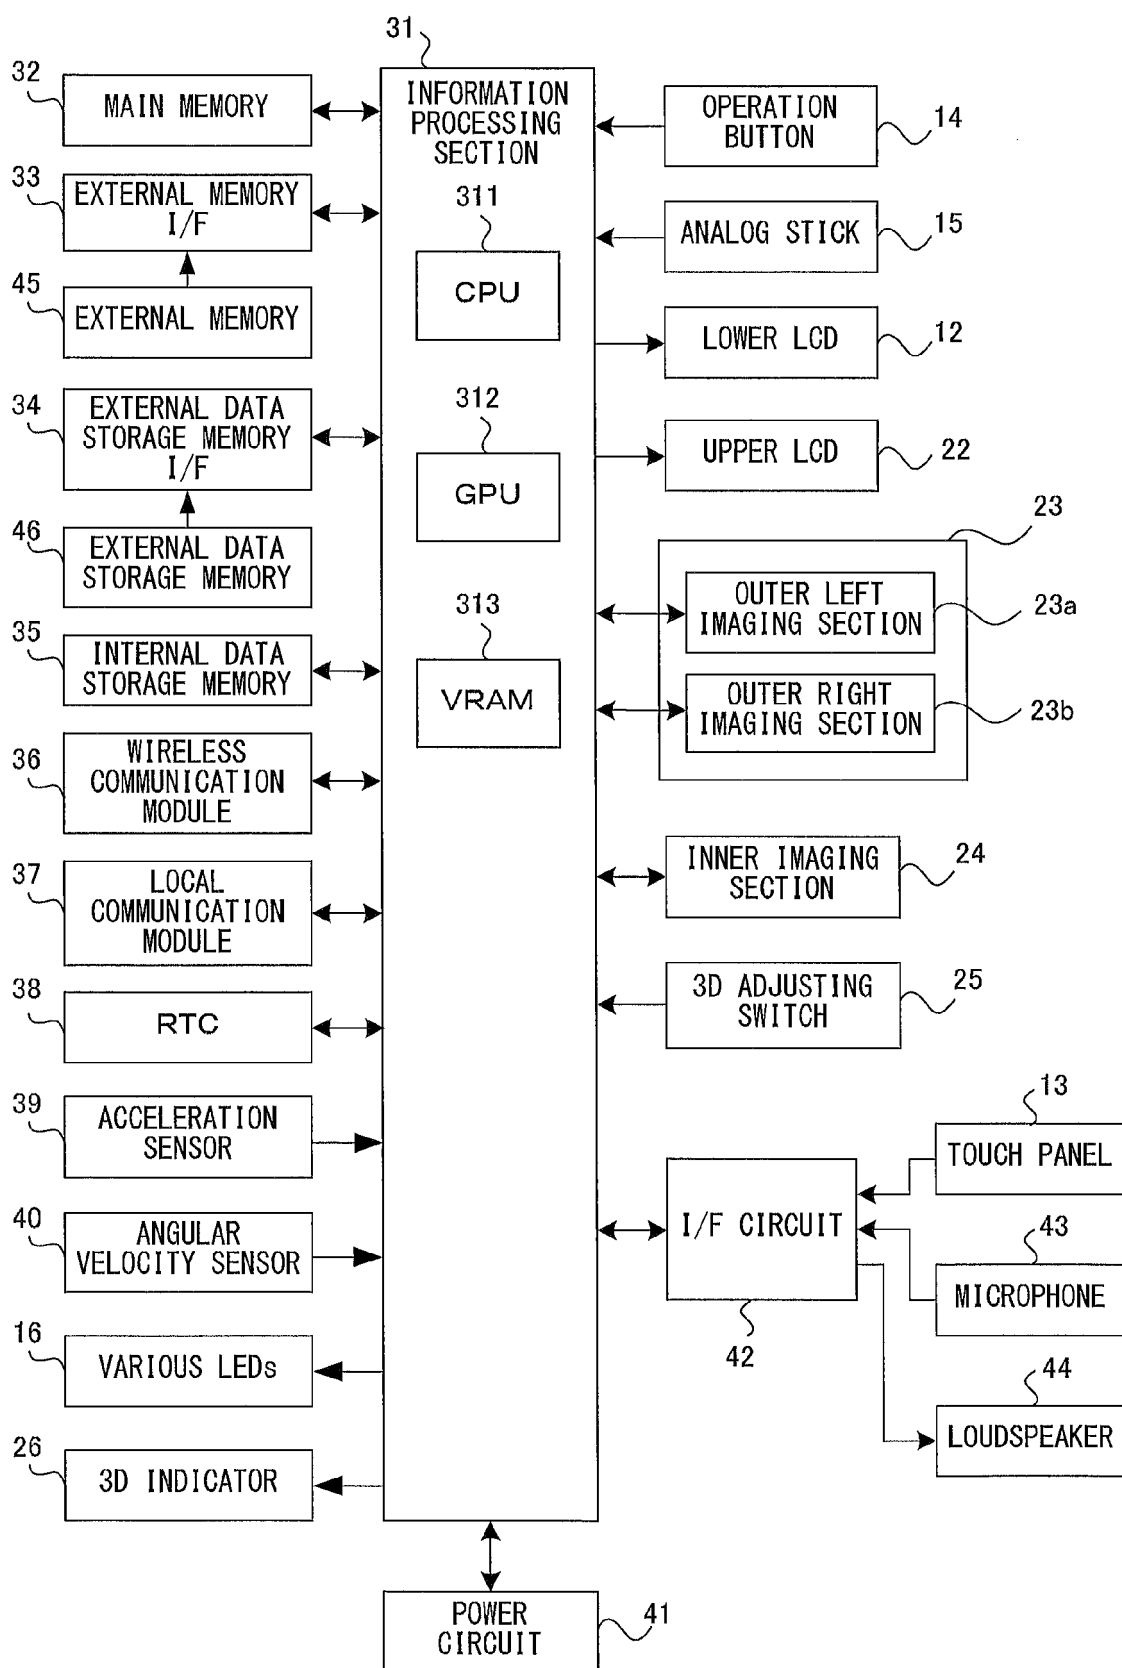 31
INFORMATION
PROCESSING
SECTION
32
MAIN MEMORY
33
EXTERNAL MEMORY
I/F
45
EXTERNAL MEMORY
34
EXTERNAL DATA
STORAGE MEMORY
I/F
46
EXTERNAL DATA
STORAGE MEMORY
35
INTERNAL DATA
STORAGE MEMORY
36
WIRELESS
COMMUNICATION
MODULE
37
LOCAL
COMMUNICATION
MODULE
38
RTC
39
ACCELERATION
SENSOR
40
ANGULAR
VELOCITY SENSOR
16
VARIOUS LEDs
26
3D INDICATOR
311
CPU
312
GPU
313
VRAM
OPERATION
BUTTON
14
ANALOG STICK
15
LOWER LCD
12
UPPER LCD
22
23
OUTER LEFT
IMAGING SECTION
23a
OUTER RIGHT
IMAGING SECTION
23b
INNER IMAGING
SECTION
24
3D ADJUSTING
SWITCH
25
I/F CIRCUIT
42
13
TOUCH PANEL
43
MICROPHONE
44
LOUDSPEAKER
POWER
CIRCUIT
41